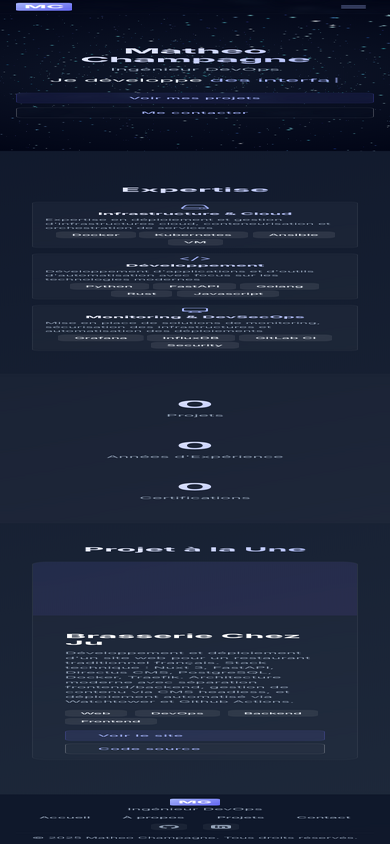 MC
Matheo
Champagne
Ingénieur DevOps
Je développe des interfa|
Voir mes projets
Me contacter
Expertise
Infrastructure & Cloud
Expertise en déploiement et gestion
d'infrastructures cloud, conteneurisation et
orchestration de services
Docker Kubernetes Ansible
VM
</>
Développement
Développement d'applications et d'outils
d'automatisation avec focus sur les
technologies modernes
Python FastAPI Golang
Rust Javascript
Monitoring & DevSecOps
Mise en place de solutions de monitoring,
sécurisation des infrastructures et
automatisation
Grafana InfluxDB GitLab CI
Security
0
Projets
0
Années d'Expérience
0
Certifications
Projet à la Une
Brasserie Chez
Ju
Développement et déploiement
d'un site web pour un restaurant
traditionnel français. Stack
technique : Nuxt 3, FastAPI,
Directus CMS, PostgreSQL,
Docker, Traefik. Architecture
moderne avec séparation
frontend/backend, gestion de
contenu via CMS headless, et
déploiement automatisé via
Watchtower et Github Actions.
Web DevOps Backend
Frontend
Voir le site
Code source
MC
Ingénieur DevOps
Accueil À propos Projets Contact
© 2025 Matheo Champagne. Tous droits réservés.